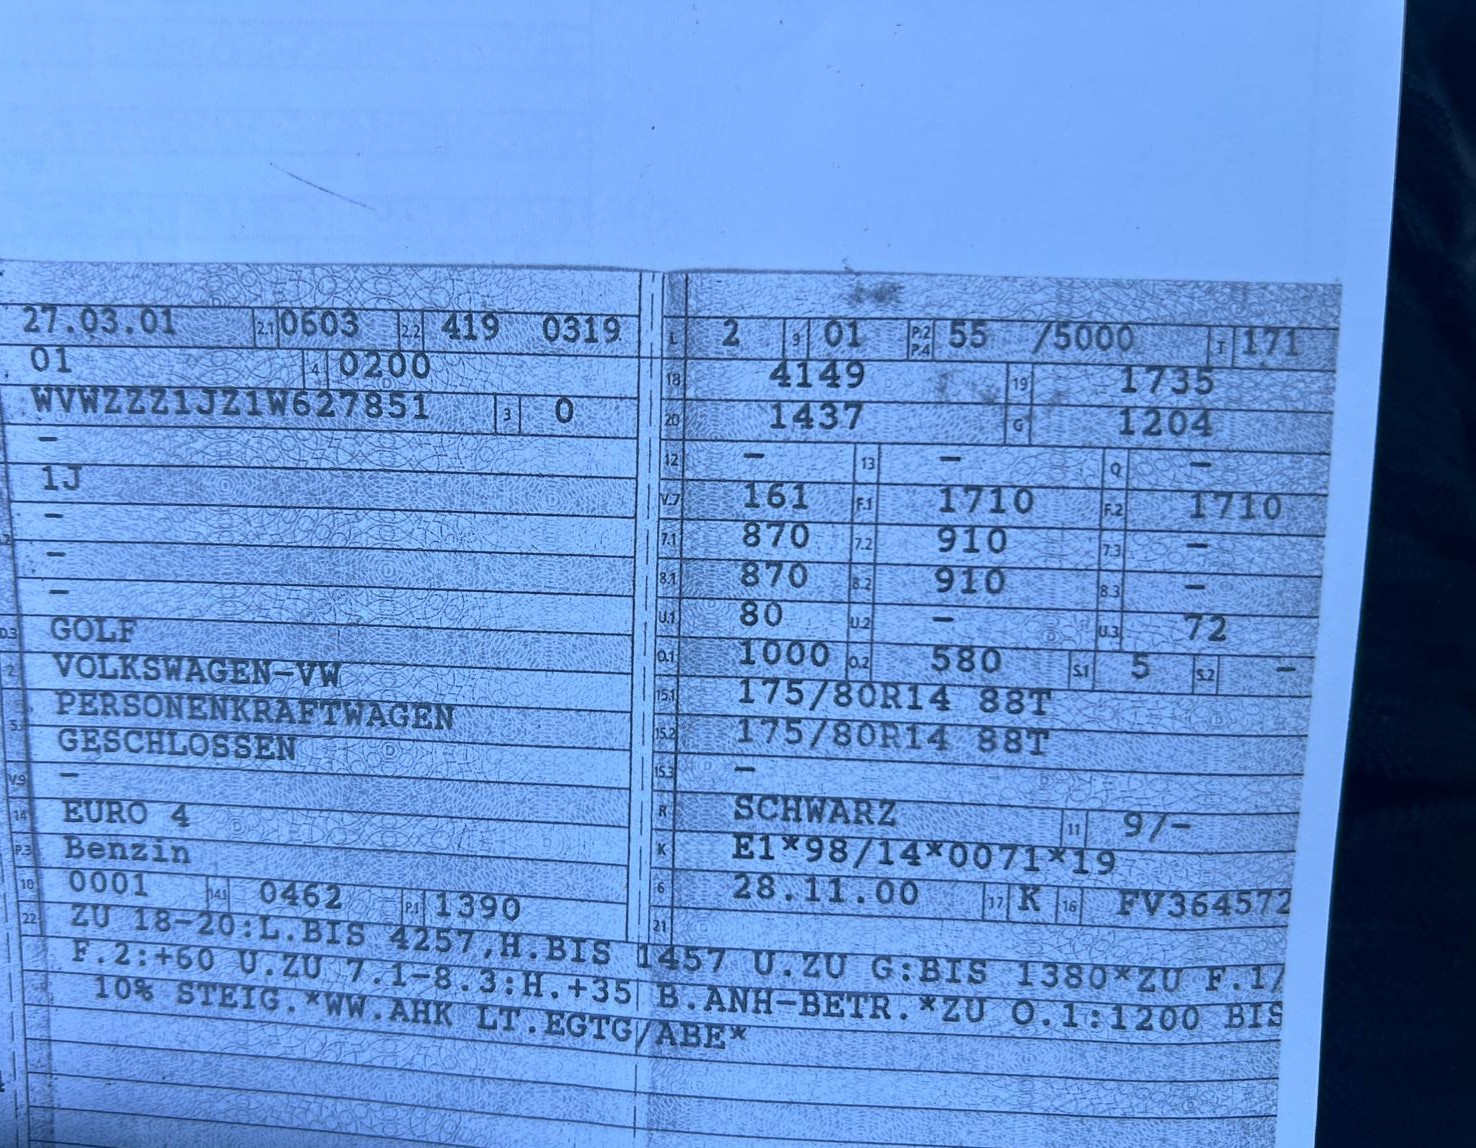 27.03.01 2.1 0603 2.2 419 0319
01 4 0200
WVWZZZ1JZ1W627851 3 0
-
1J
-
-
-
D.3 GOLF
2 VOLKSWAGEN-VW
PERSONENKRAFTWAGEN
GESCHLOSSEN
V.9 -
14 EURO 4
P.3 Benzin
10 0001 14.1 0462 P.1 1390
L 2 9 01 P.2 P.4 55 /5000 T 171
18 4149 19 1735
20 1437 G 1204
12 - 13 - Q -
V.7 161 F.1 1710 F.2 1710
7.1 870 7.2 910 7.3 -
8.1 870 8.2 910 8.3 -
U.1 80 U.2 - U.3 72
O.1 1000 O.2 580 S.1 5 S.2 -
15.1 175/80R14 88T
15.2 175/80R14 88T
15.3 -
R SCHWARZ 11 9/-
K E1*98/14*0071*19
6 28.11.00 17 K 16 FV364572
21
22 ZU 18-20:L.BIS 4257,H.BIS 1457 U.ZU G:BIS 1380*ZU F.1/
F.2:+60 U.ZU 7.1-8.3:H.+35 B.ANH-BETR.*ZU O.1:1200 BIS
10% STEIG.*WW.AHK LT.EGTG/ABE*